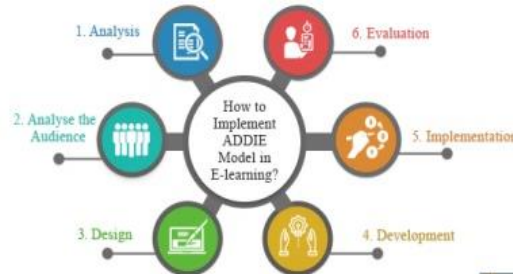 How to
Implement
ADDIE
Model in
E-learning?
1. Analysis
2. Analyse the
Audience
3. Design
4. Development
5. Implementation
6. Evaluation